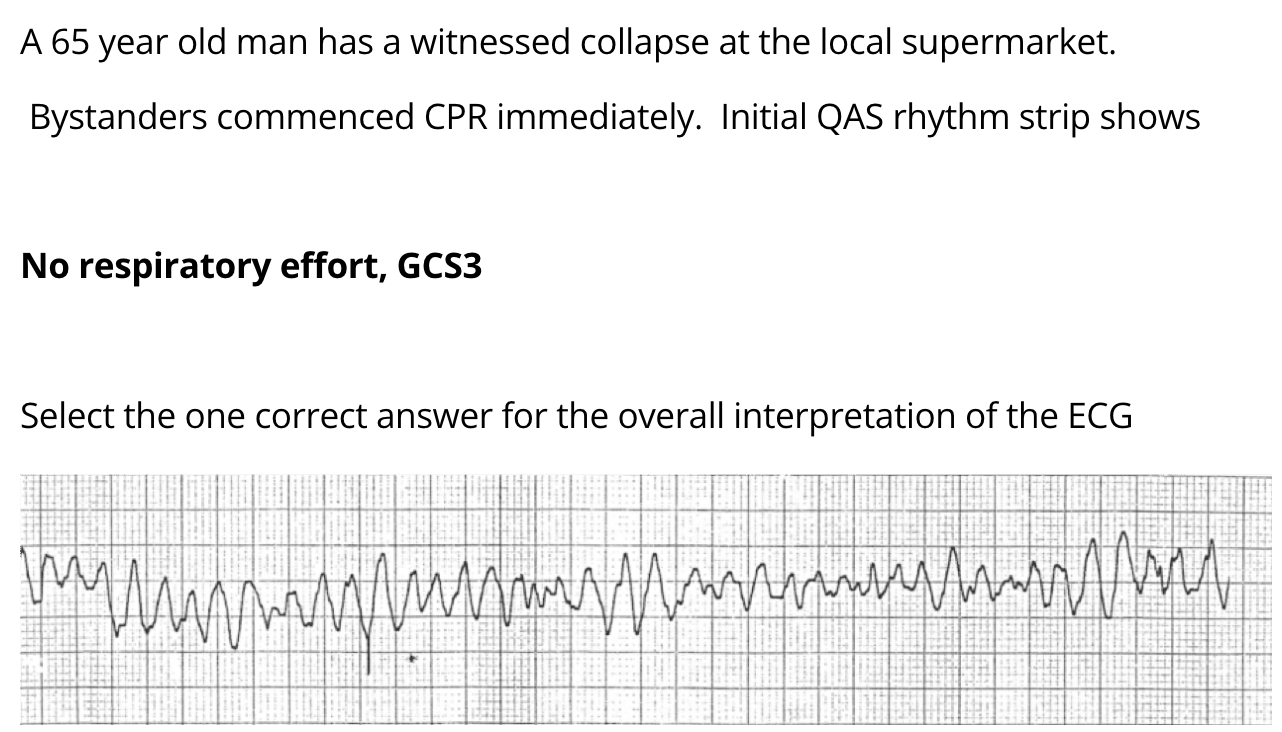 A 65 year old man has a witnessed collapse at the local supermarket.
Bystanders commenced CPR immediately.  Initial QAS rhythm strip shows
No respiratory effort, GCS3
Select the one correct answer for the overall interpretation of the ECG